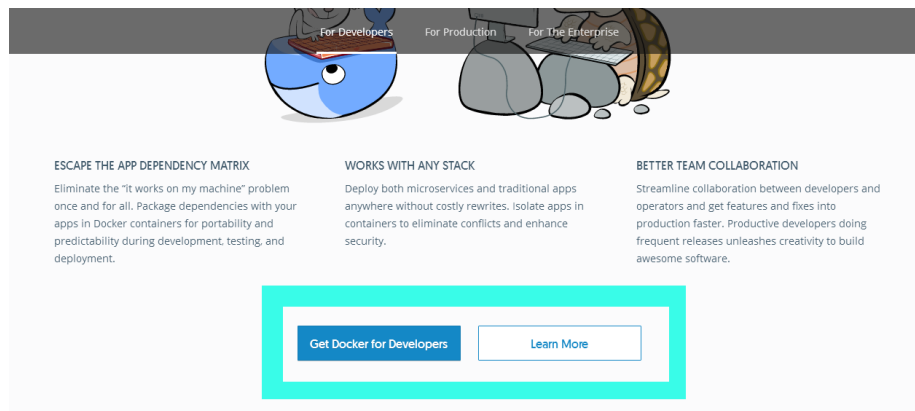 For Developers For Production For The Enterprise
ESCAPE THE APP DEPENDENCY MATRIX
Eliminate the "it works on my machine" problem
once and for all. Package dependencies with your
apps in Docker containers for portability and
predictability during development, testing, and
deployment.
WORKS WITH ANY STACK
Deploy both microservices and traditional apps
anywhere without costly rewrites. Isolate apps in
containers to eliminate conflicts and enhance
security.
BETTER TEAM COLLABORATION
Streamline collaboration between developers and
operators and get features and fixes into
production faster. Productive developers doing
frequent releases unleashes creativity to build
awesome software.
Get Docker for Developers Learn More